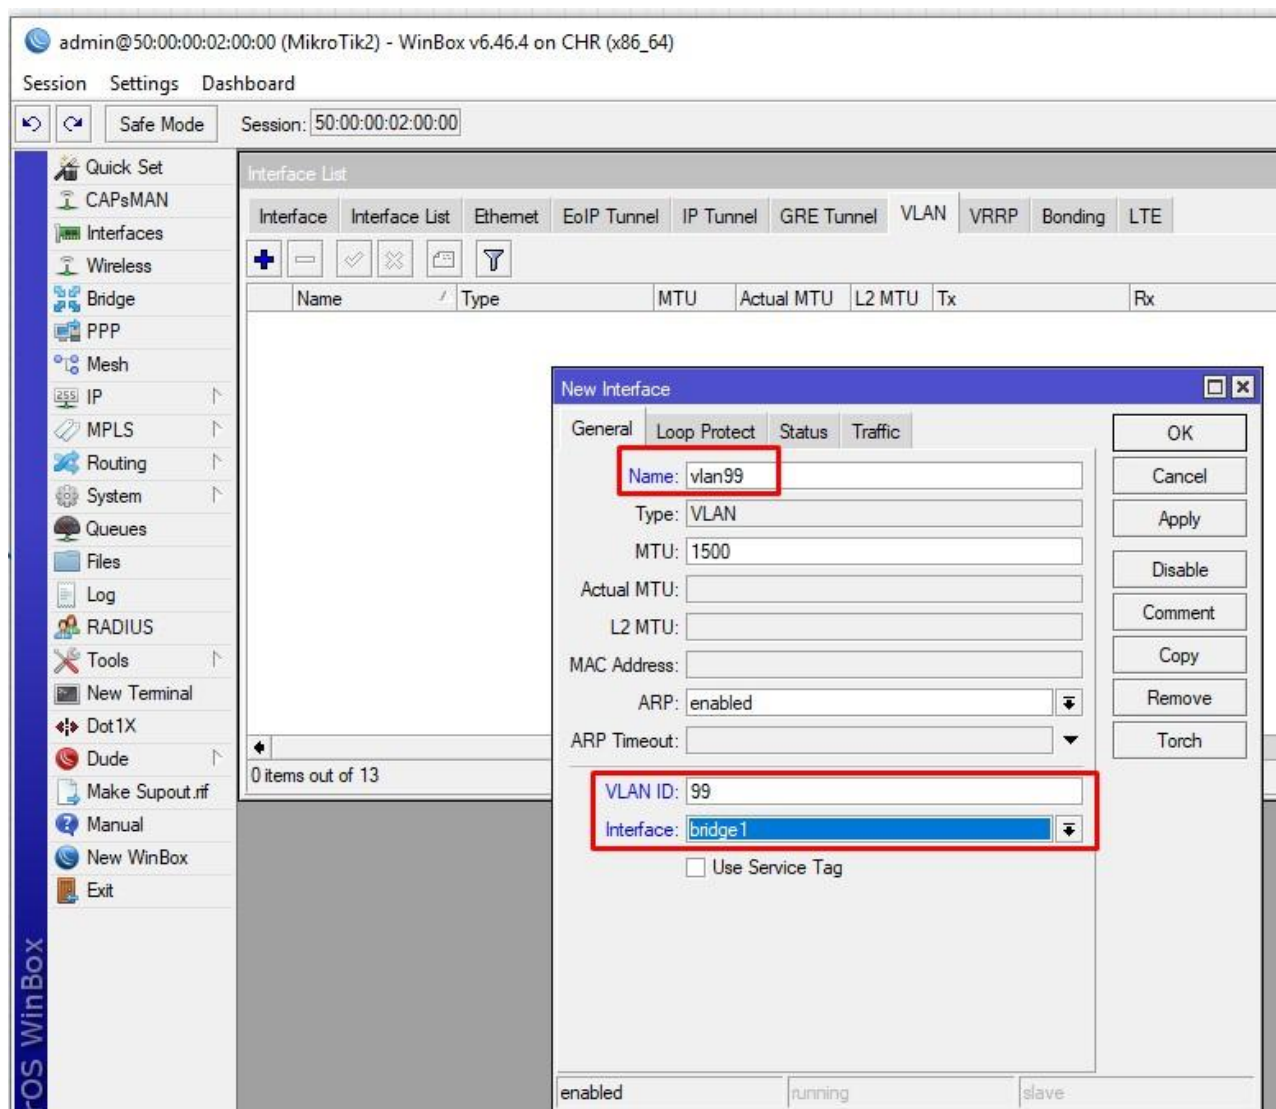 admin@50:00:00:02:00:00 (MikroTik2) - WinBox v6.46.4 on CHR (x86_64)
Session Settings Dashboard
Safe Mode Session: 50:00:00:02:00:00
Quick Set
CAPsMAN
Interfaces
Wireless
Bridge
PPP
Mesh
IP
MPLS
Routing
System
Queues
Files
Log
RADIUS
Tools
New Terminal
Dot1X
Dude
Make Supout.rif
Manual
New WinBox
Exit
rOS WinBox
Interface List
Interface Interface List Ethernet EoIP Tunnel IP Tunnel GRE Tunnel VLAN VRRP Bonding LTE
Name / Type MTU Actual MTU L2 MTU Tx Rx
0 items out of 13
New Interface
General Loop Protect Status Traffic
Name: vlan99
Type: VLAN
MTU: 1500
Actual MTU:
L2 MTU:
MAC Address:
ARP: enabled
ARP Timeout:
VLAN ID: 99
Interface: bridge1
Use Service Tag
OK
Cancel
Apply
Disable
Comment
Copy
Remove
Torch
enabled running slave